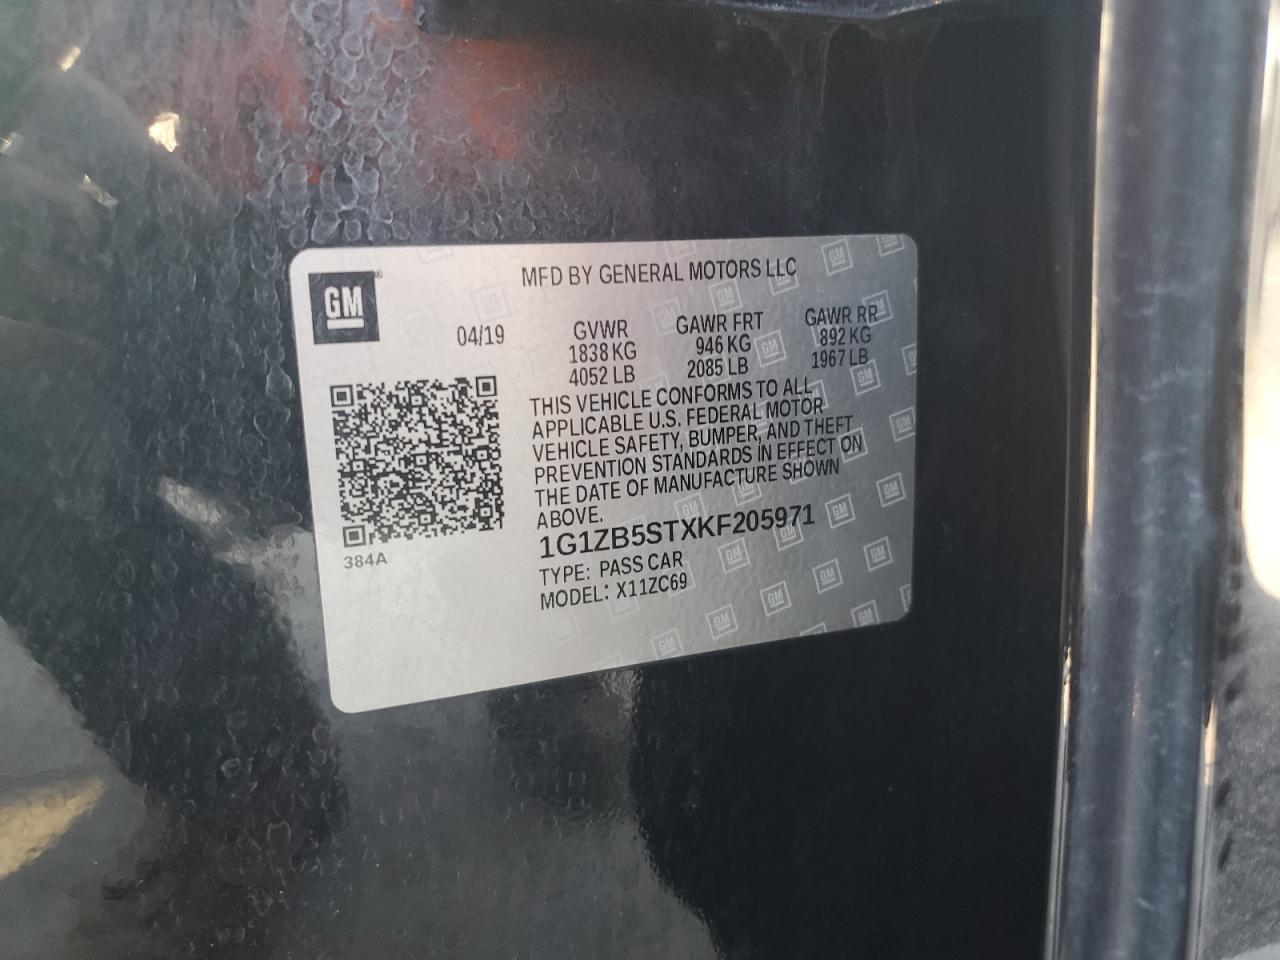 GM
MFD BY GENERAL MOTORS LLC
04/19
GVWR
1838 KG
4052 LB
GAWR FRT
946 KG
2085 LB
GAWR RR
892 KG
1967 LB
THIS VEHICLE CONFORMS TO ALL
APPLICABLE U.S. FEDERAL MOTOR
VEHICLE SAFETY, BUMPER, AND THEFT
PREVENTION STANDARDS IN EFFECT ON
THE DATE OF MANUFACTURE SHOWN
ABOVE.
1G1ZB5STXKF205971
TYPE: PASS CAR
MODEL: X11ZC69
384A